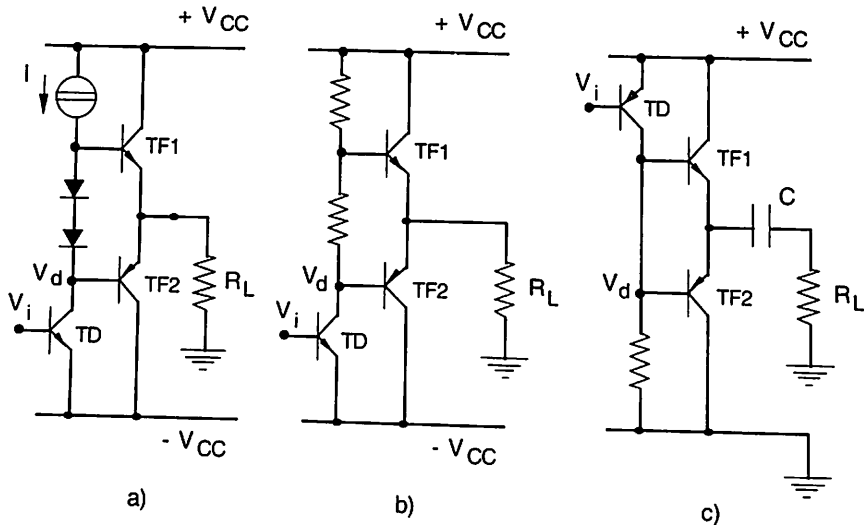 + V_CC
I
TF1
V_d
TF2
R_L
V_i
TD
- V_CC
a)
+ V_CC
TF1
V_d
TF2
R_L
V_i
TD
- V_CC
b)
+ V_CC
V_i
TD
TF1
C
V_d
TF2
R_L
c)